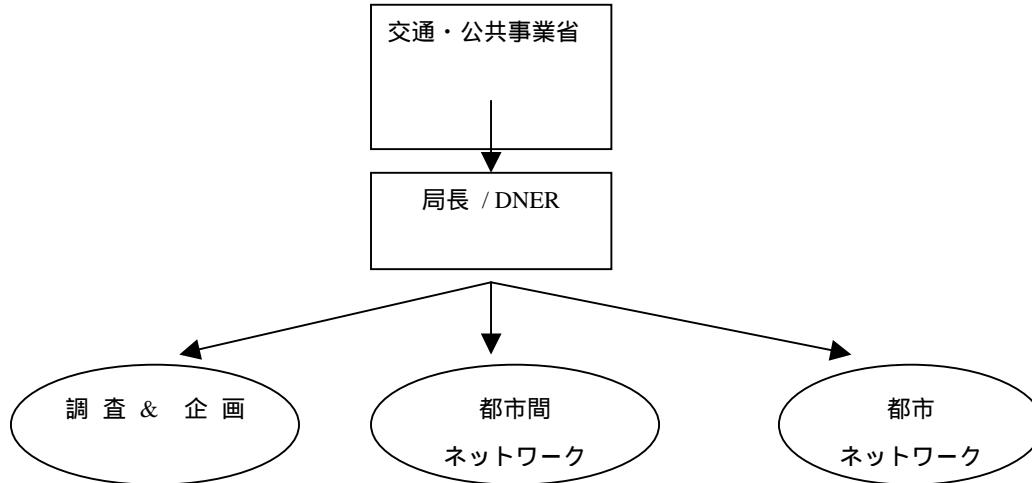 交通・公共事業省
局長 / DNER
調 査 & 企 画
都市間
ネットワーク
都市
ネットワーク